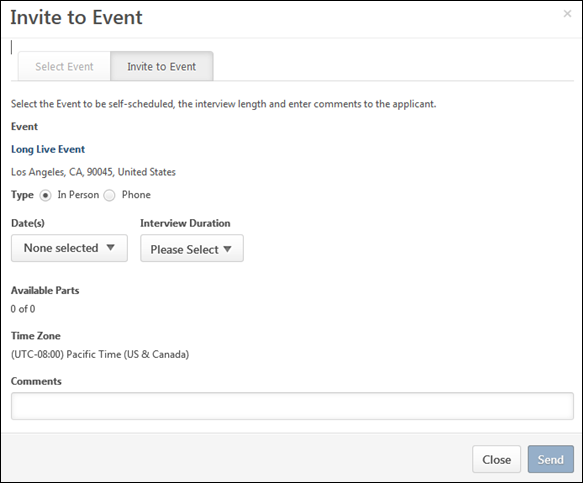 Invite to Event ×
Select Event Invite to Event
Select the Event to be self-scheduled, the interview length and enter comments to the applicant.
Event
Long Live Event
Los Angeles, CA, 90045, United States
Type In Person Phone
Date(s) Interview Duration
None selected Please Select
Available Parts
0 of 0
Time Zone
(UTC-08:00) Pacific Time (US & Canada)
Comments
Close Send